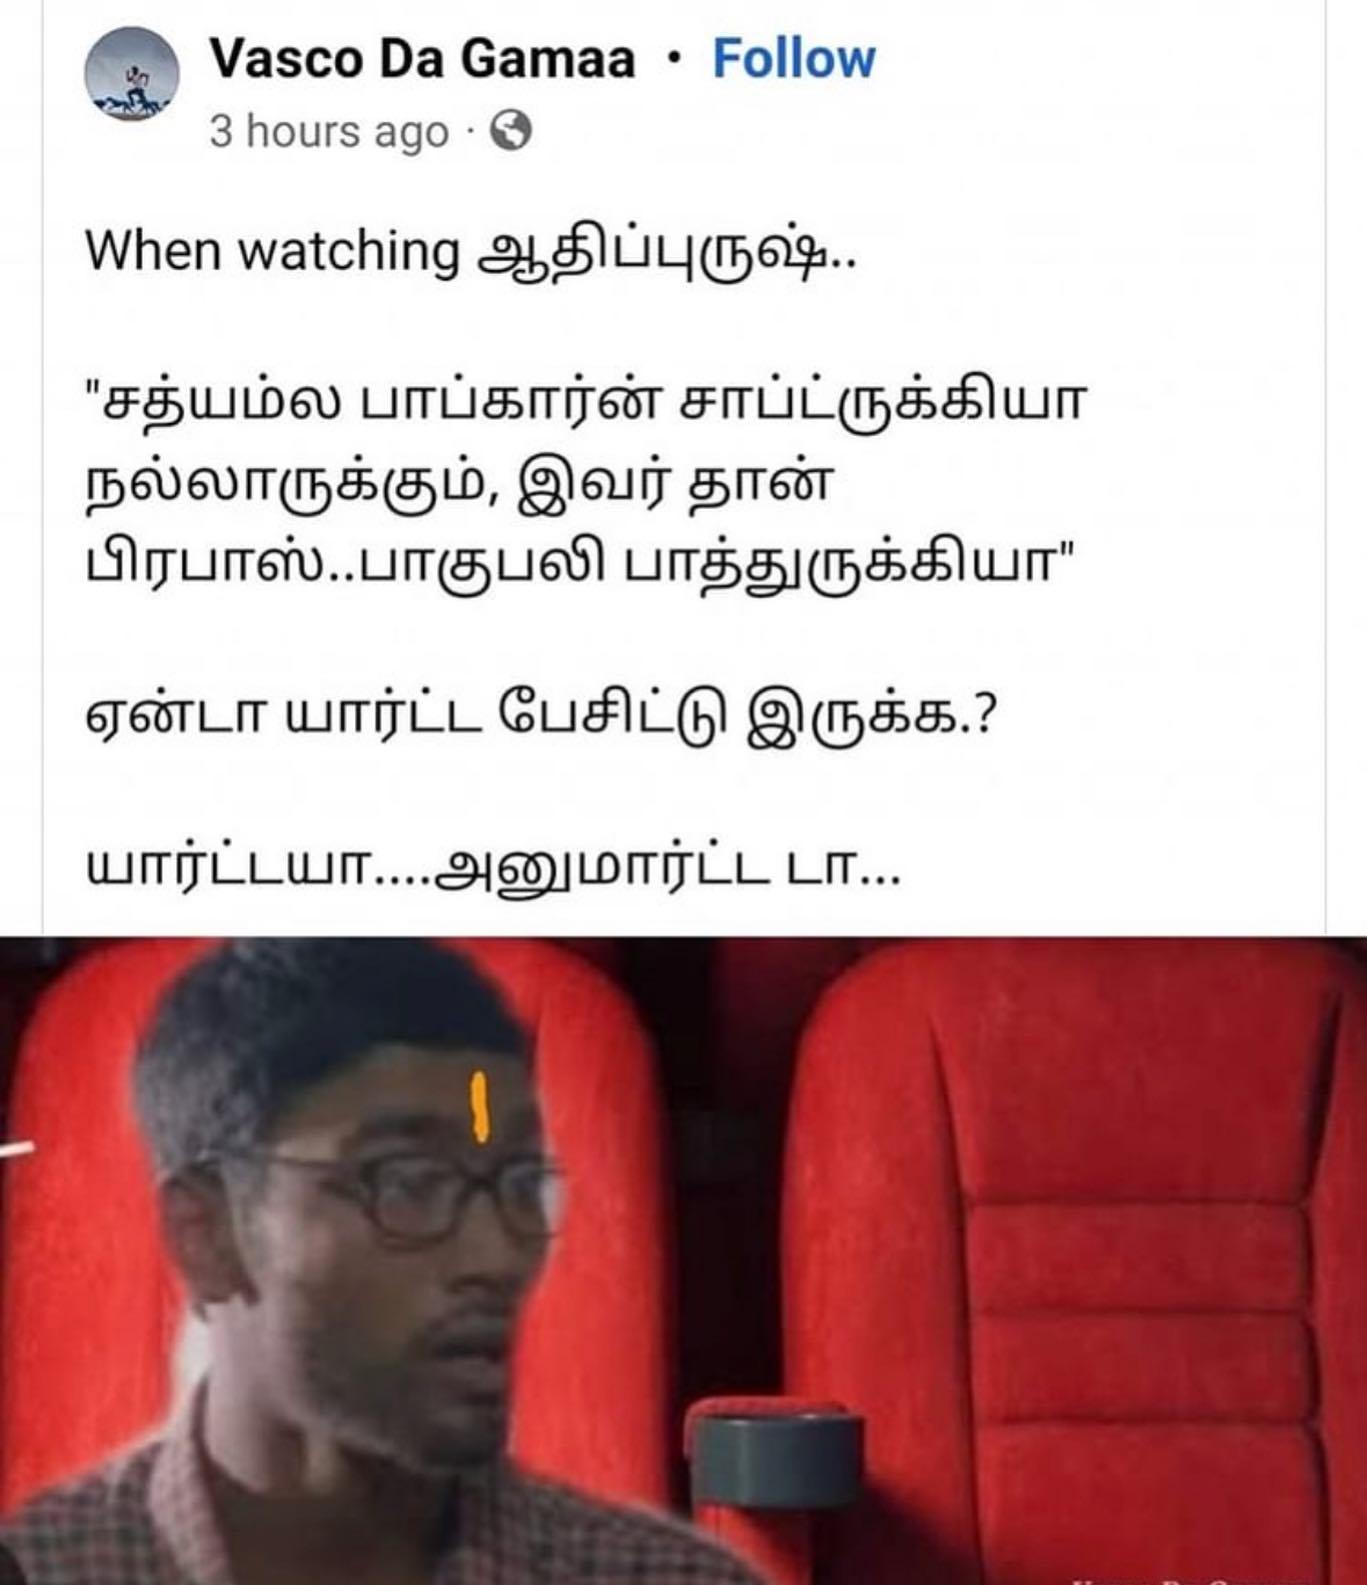 Vasco Da Gamaa · Follow
3 hours ago ·
When watching ஆதிப்புருஷ்..
"சத்யம்ல பாப்கார்ன் சாப்ட்ருக்கியா
நல்லாருக்கும், இவர் தான்
பிரபாஸ்..பாகுபலி பாத்துருக்கியா"
ஏன்டா யார்ட்ட பேசிட்டு இருக்க.?
யார்ட்டயா....அனுமார்ட்ட டா...